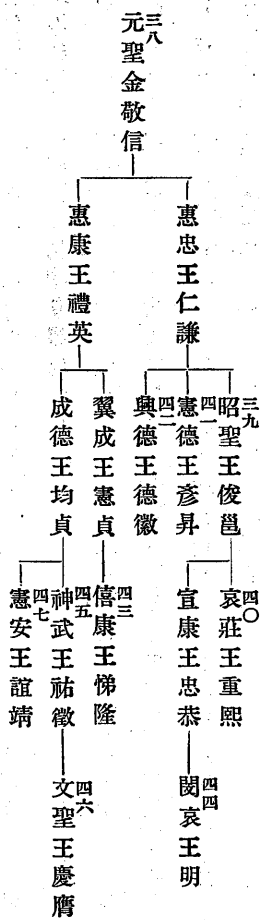 三八
元聖金敬信
惠忠王仁謙
惠康王禮英
三九
昭聖王俊邕
四一
憲德王彥昇
四二
興德王德徽
翼成王憲貞
成德王均貞
四〇
哀莊王重熙
宣康王忠恭
四三
僖康王悌隆
四五
神武王祐徵
四七
憲安王誼靖
四四
閔哀王明
四六
文聖王慶膺